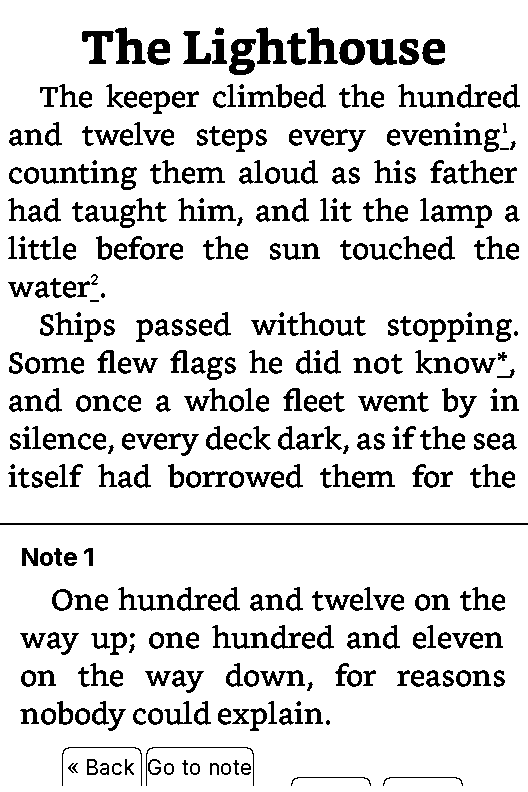 The Lighthouse
The keeper climbed the hundred
and twelve steps every evening¹,
counting them aloud as his father
had taught him, and lit the lamp a
little before the sun touched the
water².
Ships passed without stopping.
Some flew flags he did not know*,
and once a whole fleet went by in
silence, every deck dark, as if the sea
itself had borrowed them for the
Note 1
One hundred and twelve on the
way up; one hundred and eleven
on the way down, for reasons
nobody could explain.
« Back Go to note